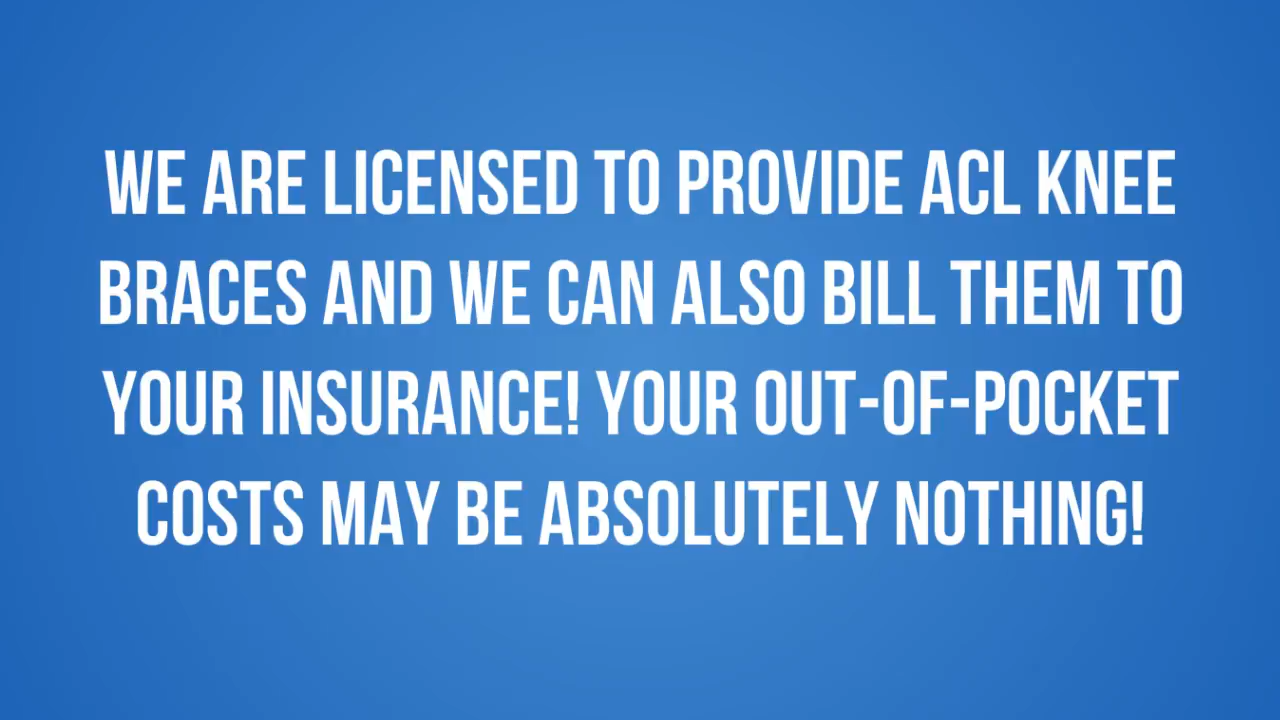 WE ARE LICENSED TO PROVIDE ACL KNEE
BRACES AND WE CAN ALSO BILL THEM TO
YOUR INSURANCE! YOUR OUT-OF-POCKET
COSTS MAY BE ABSOLUTELY NOTHING!